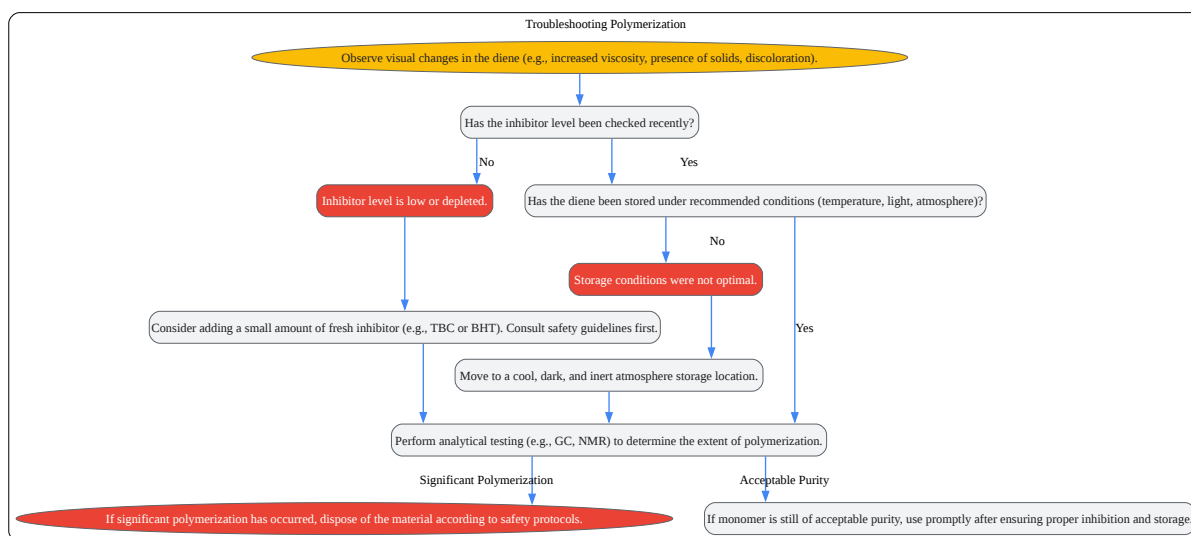 Troubleshooting Polymerization
Observe visual changes in the diene (e.g., increased viscosity, presence of solids, discoloration).
Has the inhibitor level been checked recently?
No
Yes
Inhibitor level is low or depleted.
Has the diene been stored under recommended conditions (temperature, light, atmosphere)?
No
Storage conditions were not optimal.
Consider adding a small amount of fresh inhibitor (e.g., TBC or BHT). Consult safety guidelines first.
Yes
Move to a cool, dark, and inert atmosphere storage location.
Perform analytical testing (e.g., GC, NMR) to determine the extent of polymerization.
Significant Polymerization
Acceptable Purity
If significant polymerization has occurred, dispose of the material according to safety protocols.
If monomer is still of acceptable purity, use promptly after ensuring proper inhibition and storage.